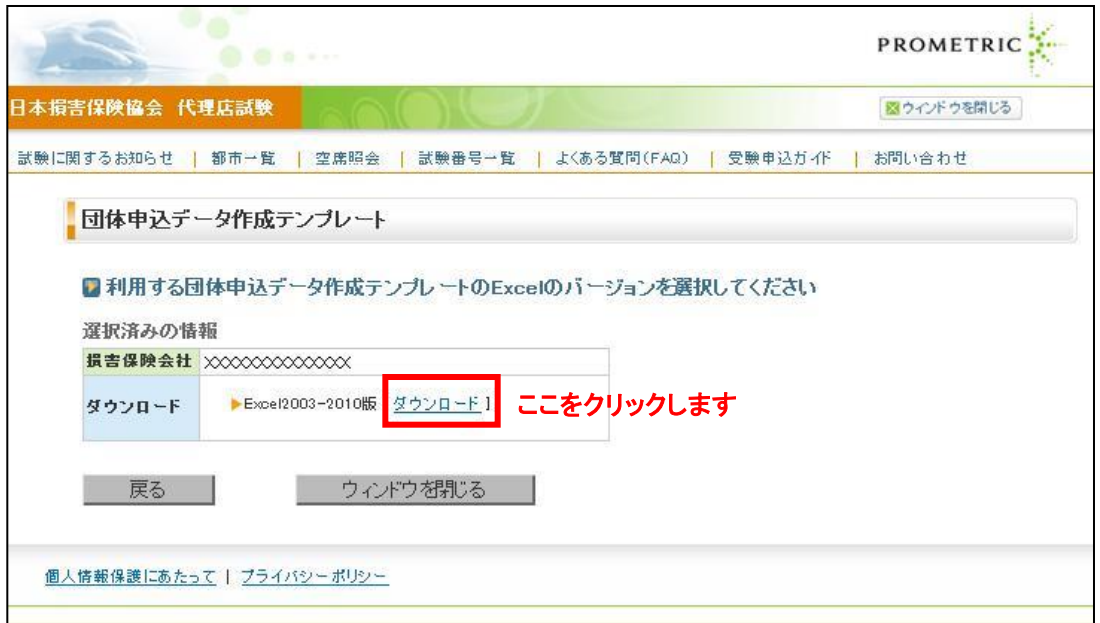 PROMETRIC
日本損害保険協会 代理店試験
ウィンドウを閉じる
試験に関するお知らせ | 都市一覧 | 空席照会 | 試験番号一覧 | よくある質問(FAQ) | 受験申込ガイド | お問い合わせ
団体申込データ作成テンプレート
利用する団体申込データ作成テンプレートのExcelのバージョンを選択してください
選択済みの情報
損害保険会社 XXXXXXXXXXXXXX
ダウンロード ▶Excel2003-2010版 ダウンロード ]
ここをクリックします
戻る ウィンドウを閉じる
個人情報保護にあたって | プライバシーポリシー